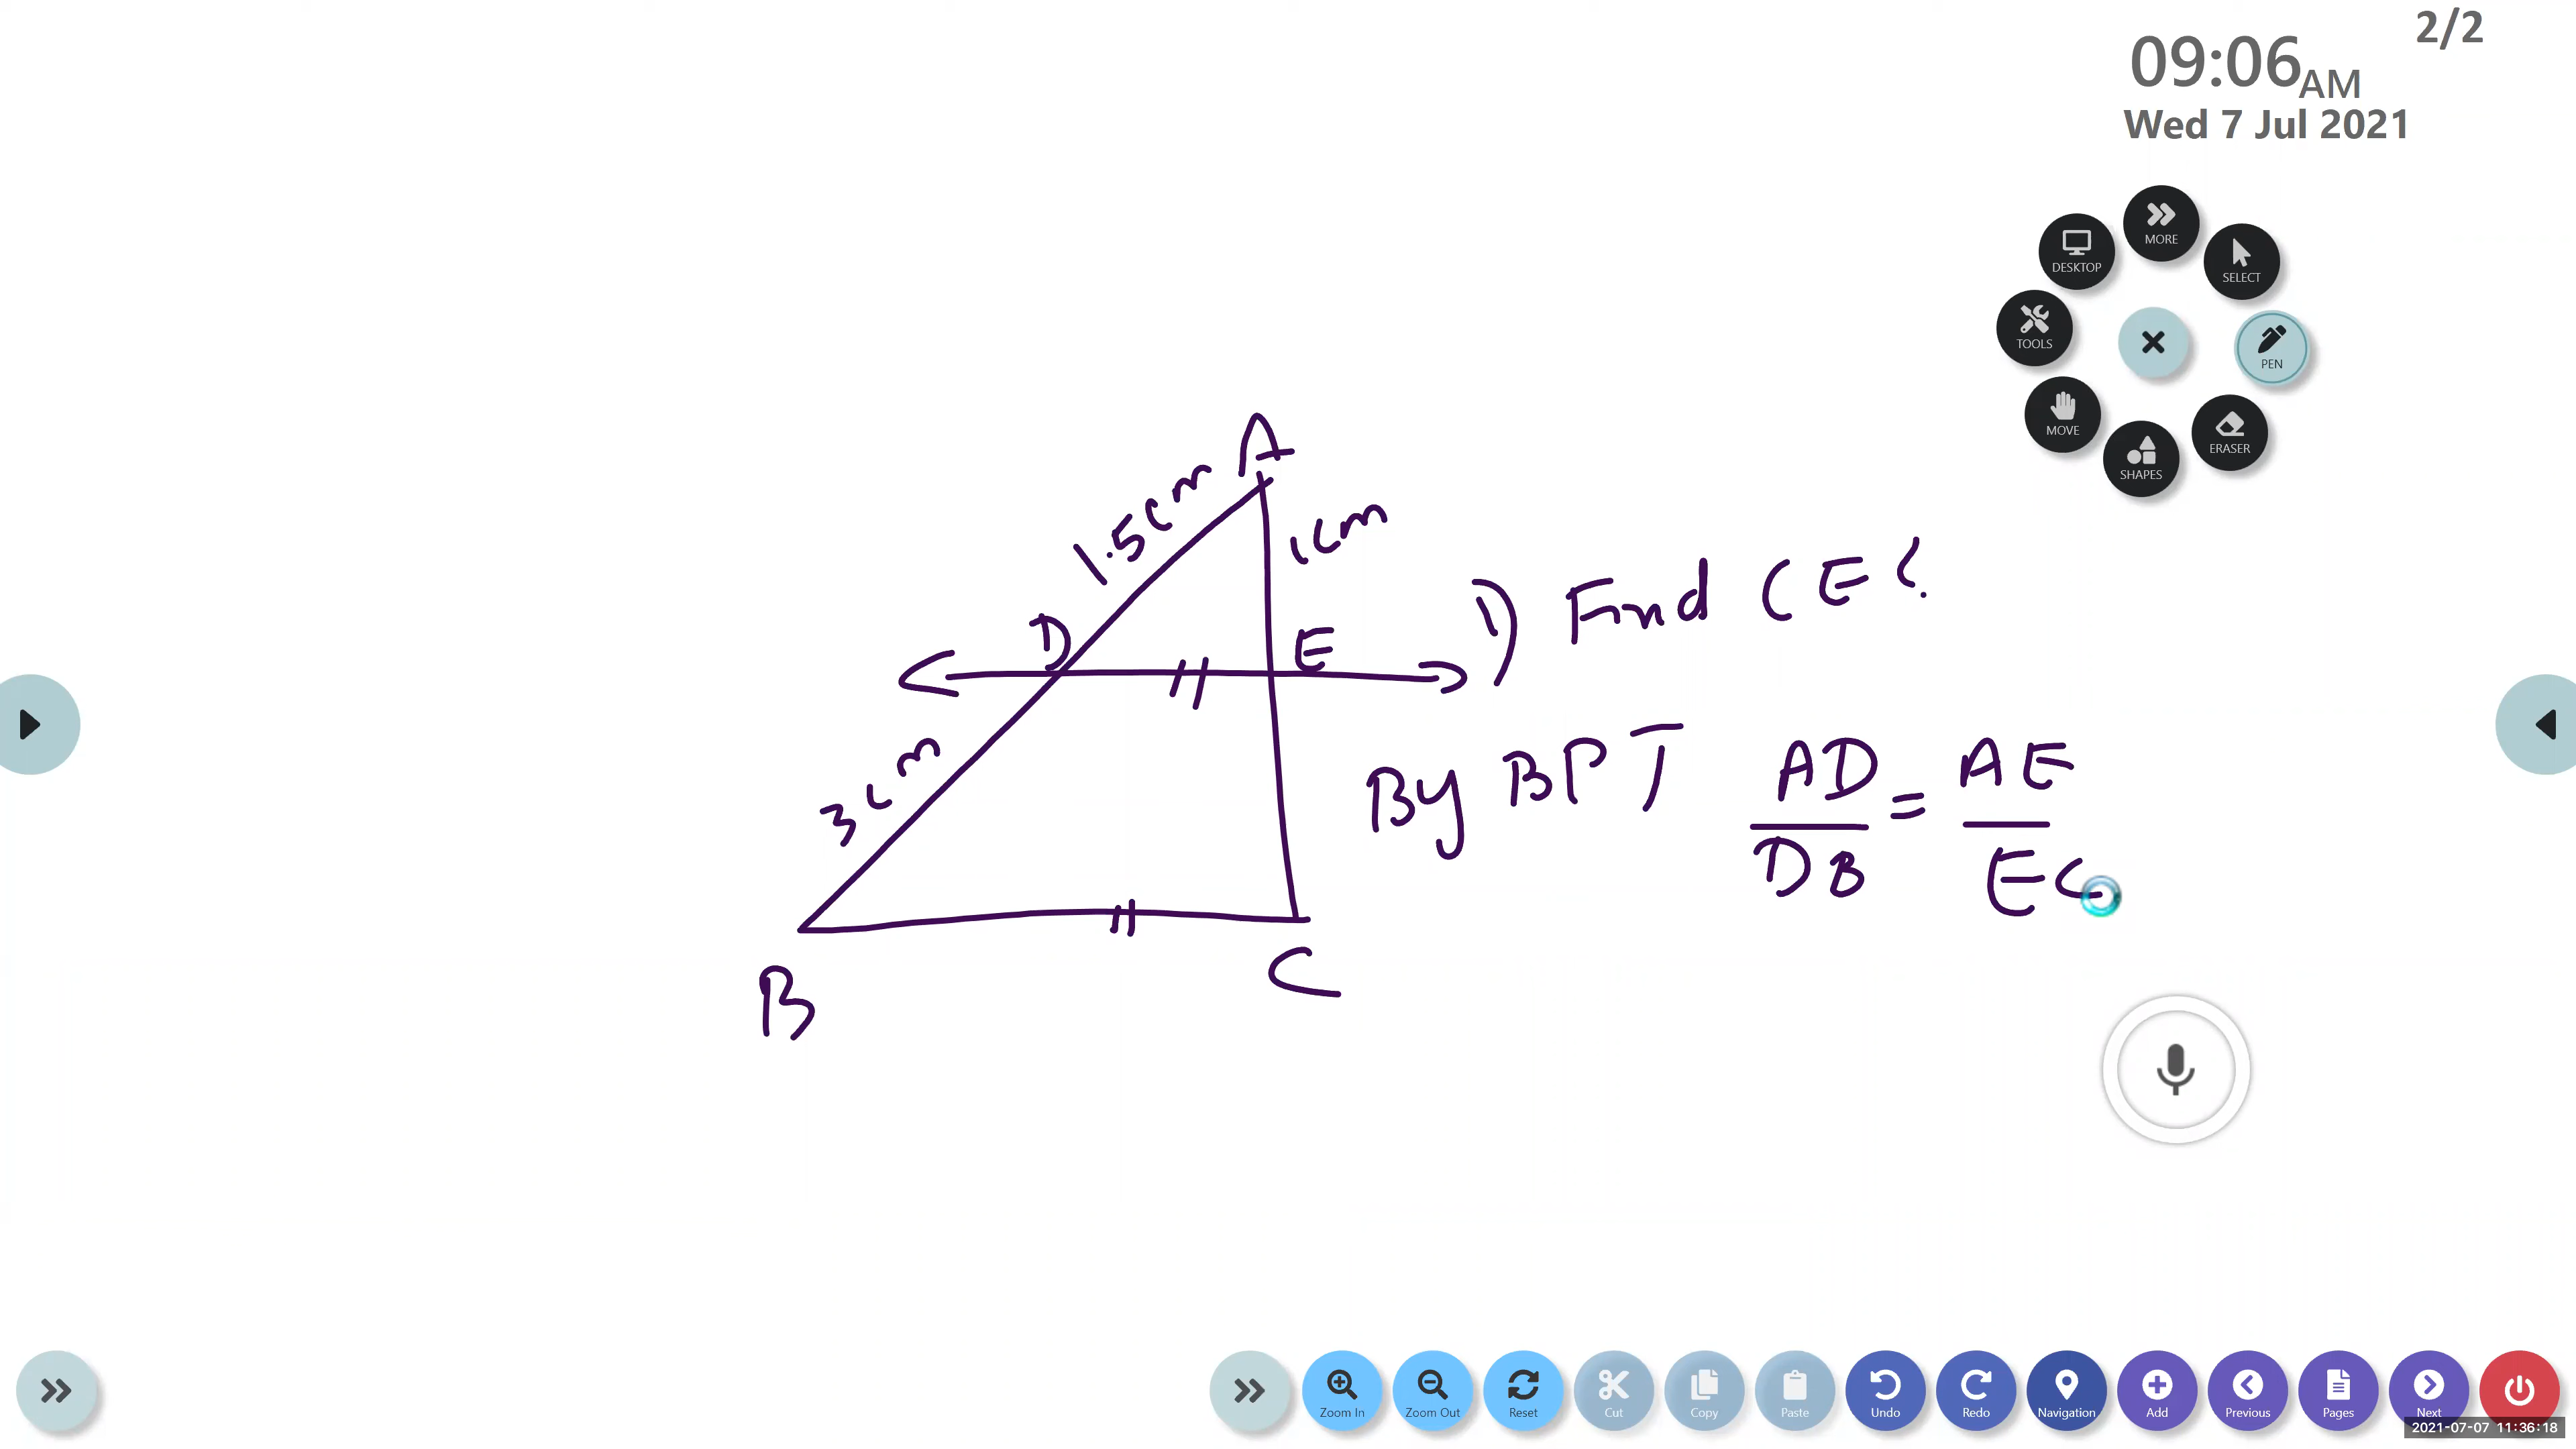 2/2
09:06 AM
Wed 7 Jul 2021
MORE
DESKTOP
SELECT
TOOLS
PEN
MOVE
ERASER
SHAPES
A
1.5cm
1cm
D
E
1) Find CE?
3cm
By BPT AD/DB = AE/EC
B
C
Zoom In
Zoom Out
Reset
Cut
Copy
Paste
Undo
Redo
Navigation
Add
Previous
Pages
Next
2021-07-07 11:36:18